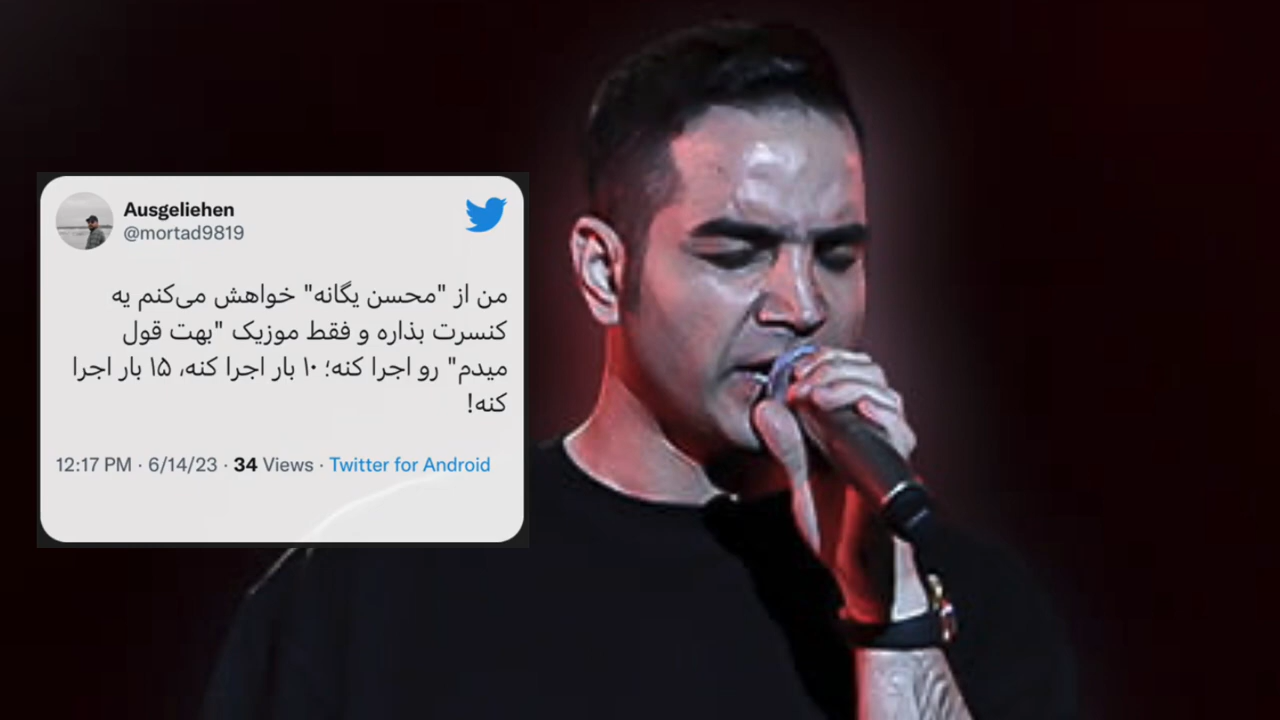 Ausgeliehen
@mortad9819
من از "محسن یگانه" خواهش می‌کنم یه
کنسرت بذاره و فقط موزیک "بهت قول
میدم" رو اجرا کنه؛ ۱۰ بار اجرا کنه، ۱۵ بار اجرا
کنه!
12:17 PM · 6/14/23 · 34 Views · Twitter for Android